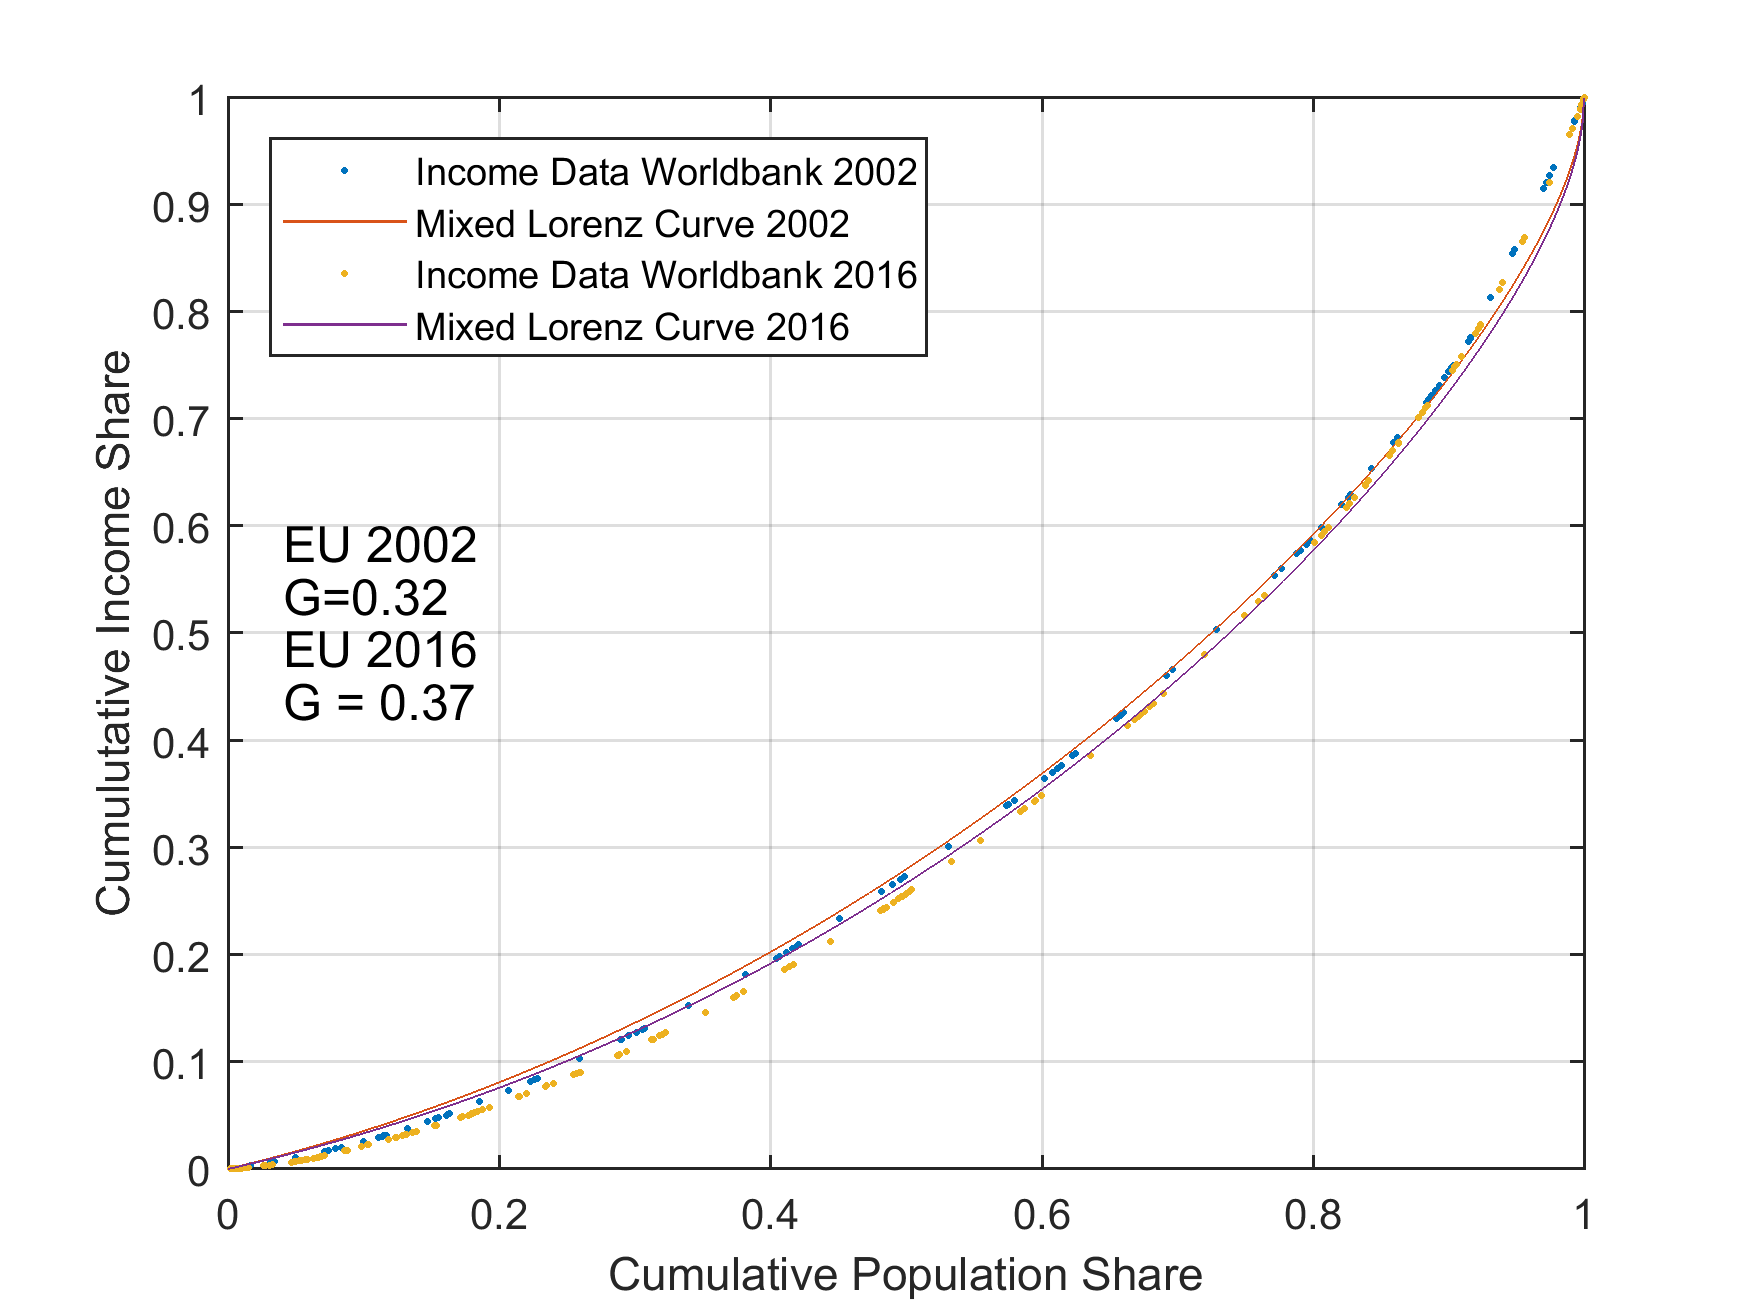 Income Data Worldbank 2002
Mixed Lorenz Curve 2002
Income Data Worldbank 2016
Mixed Lorenz Curve 2016
EU 2002
G=0.32
EU 2016
G = 0.37
Cumulutative Income Share
1
0.9
0.8
0.7
0.6
0.5
0.4
0.3
0.2
0.1
0
0 0.2 0.4 0.6 0.8 1
Cumulative Population Share